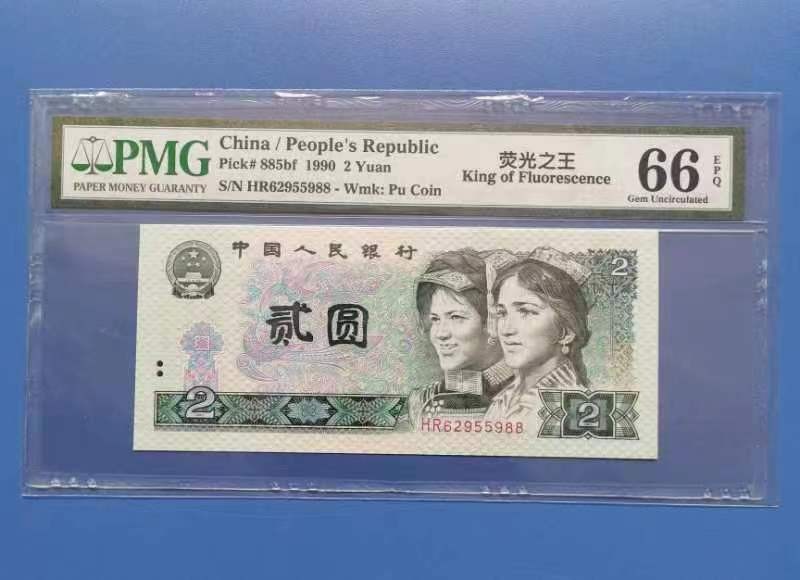 PMG
PAPER MONEY GUARANTY
China / People's Republic
Pick# 885bf 1990 2 Yuan
S/N HR62955988 - Wmk: Pu Coin
荧光之王
King of Fluorescence
66 EPQ
Gem Uncirculated
中国人民银行
2
贰圆
2
HR62955988
2